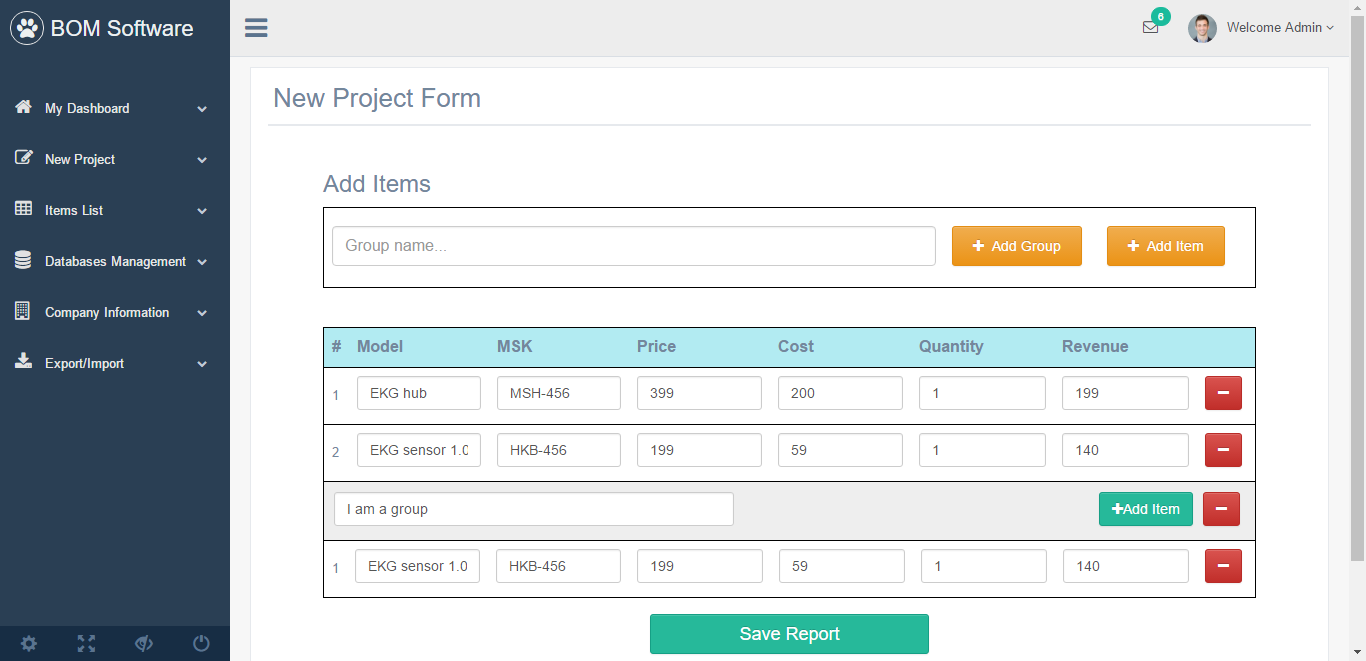 BOM Software
6
Welcome Admin
My Dashboard
New Project
Items List
Databases Management
Company Information
Export/Import
New Project Form
Add Items
Group name...
Add Group
Add Item
# Model MSK Price Cost Quantity Revenue
1 EKG hub MSH-456 399 200 1 199
2 EKG sensor 1.0 HKB-456 199 59 1 140
I am a group
Add Item
1 EKG sensor 1.0 HKB-456 199 59 1 140
Save Report